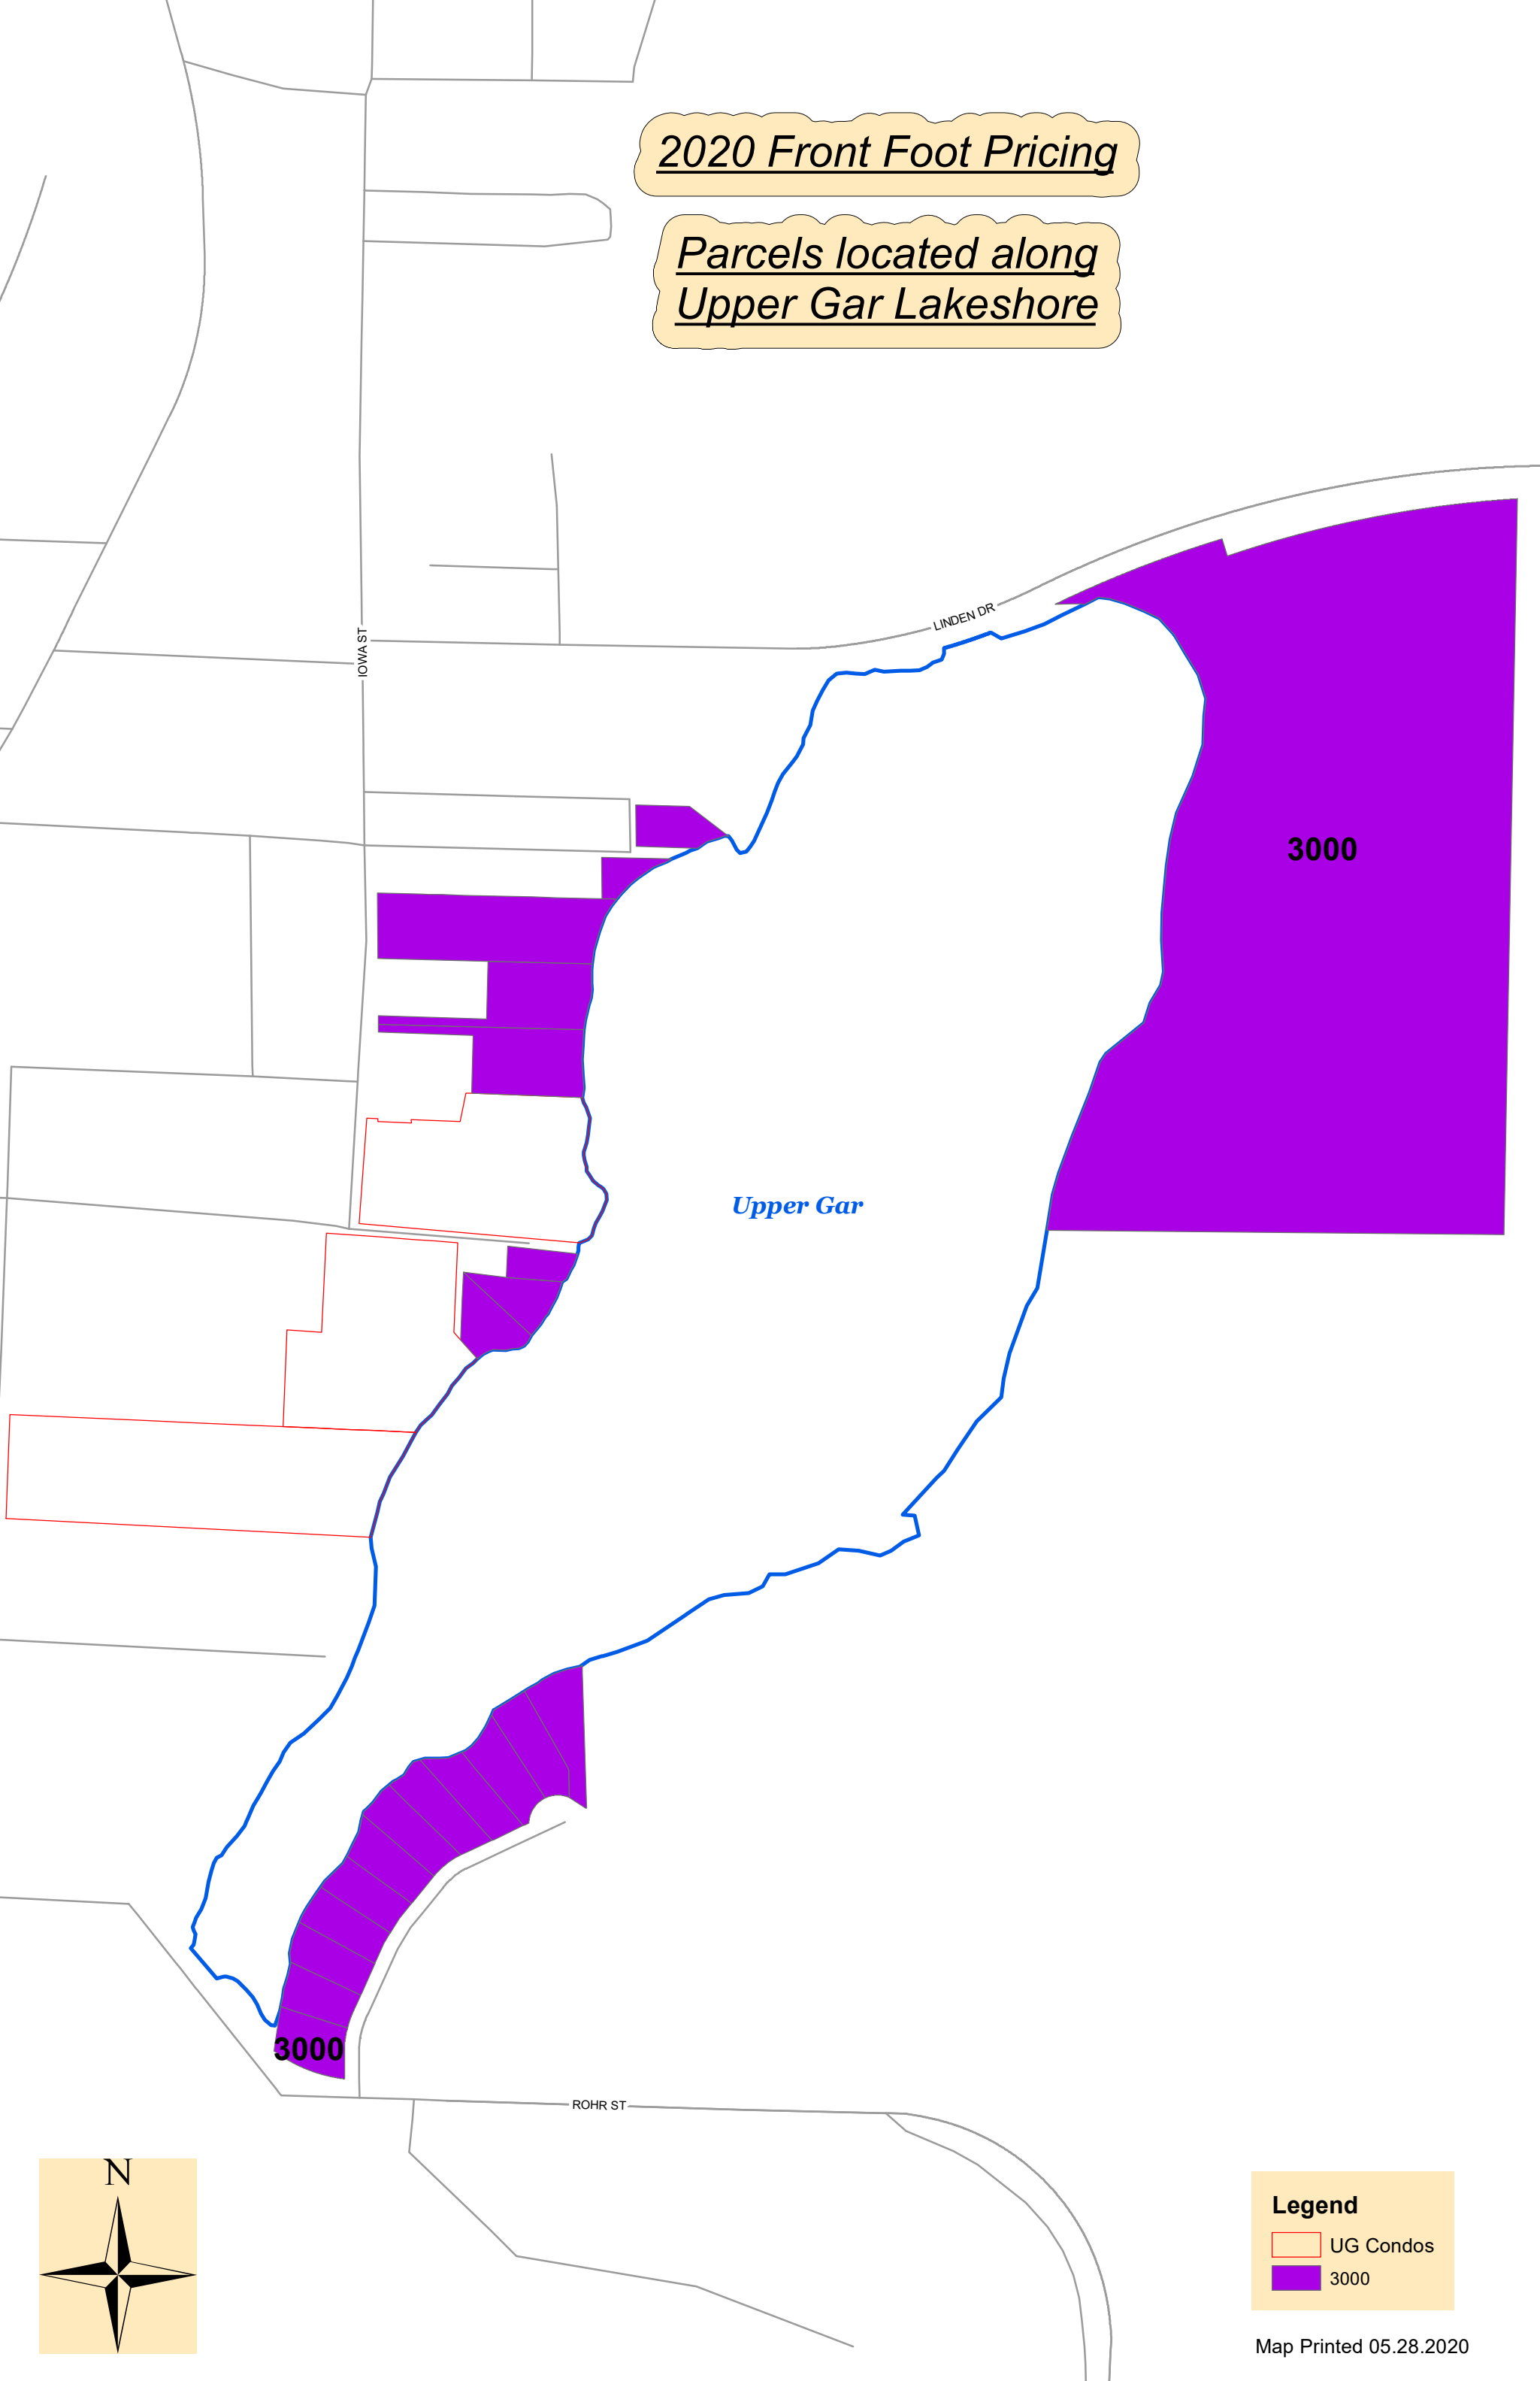 2020 Front Foot Pricing
Parcels located along
Upper Gar Lakeshore
LINDEN DR
IOWA ST
3000
Upper Gar
3000
ROHR ST
N
Legend
UG Condos
3000
Map Printed 05.28.2020